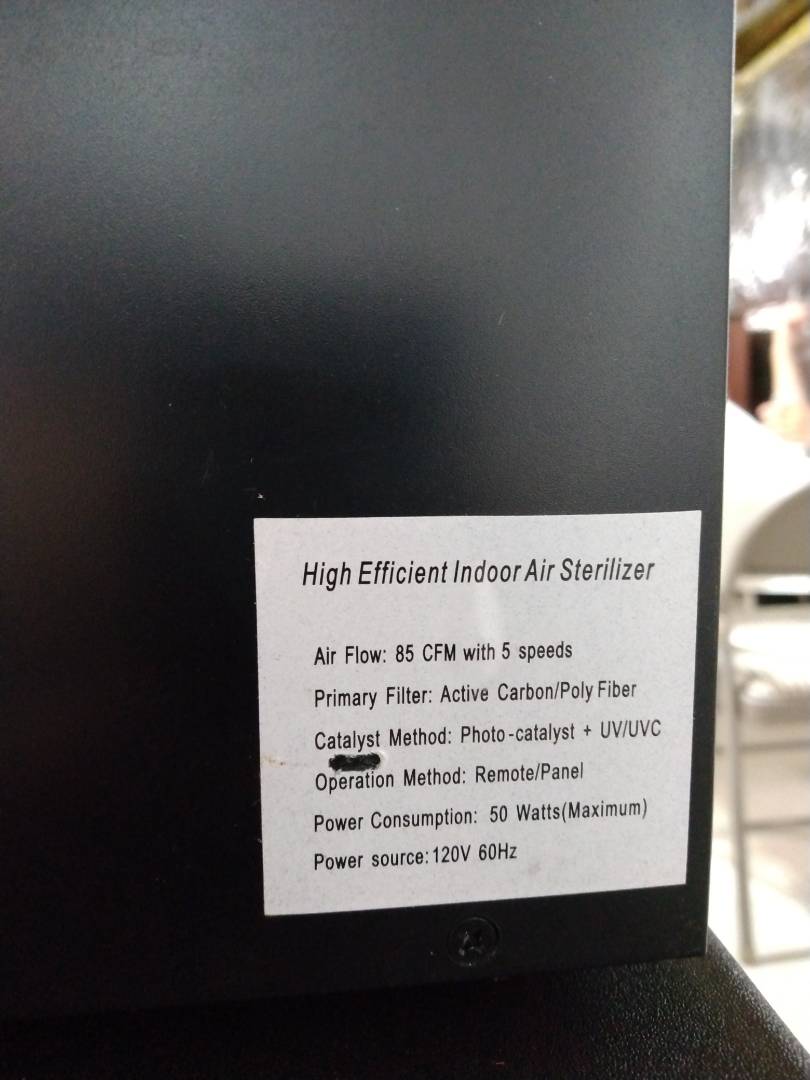 High Efficient Indoor Air Sterilizer
Air Flow: 85 CFM with 5 speeds
Primary Filter: Active Carbon/Poly Fiber
Catalyst Method: Photo-catalyst + UV/UVC
Operation Method: Remote/Panel
Power Consumption: 50 Watts(Maximum)
Power source:120V 60Hz